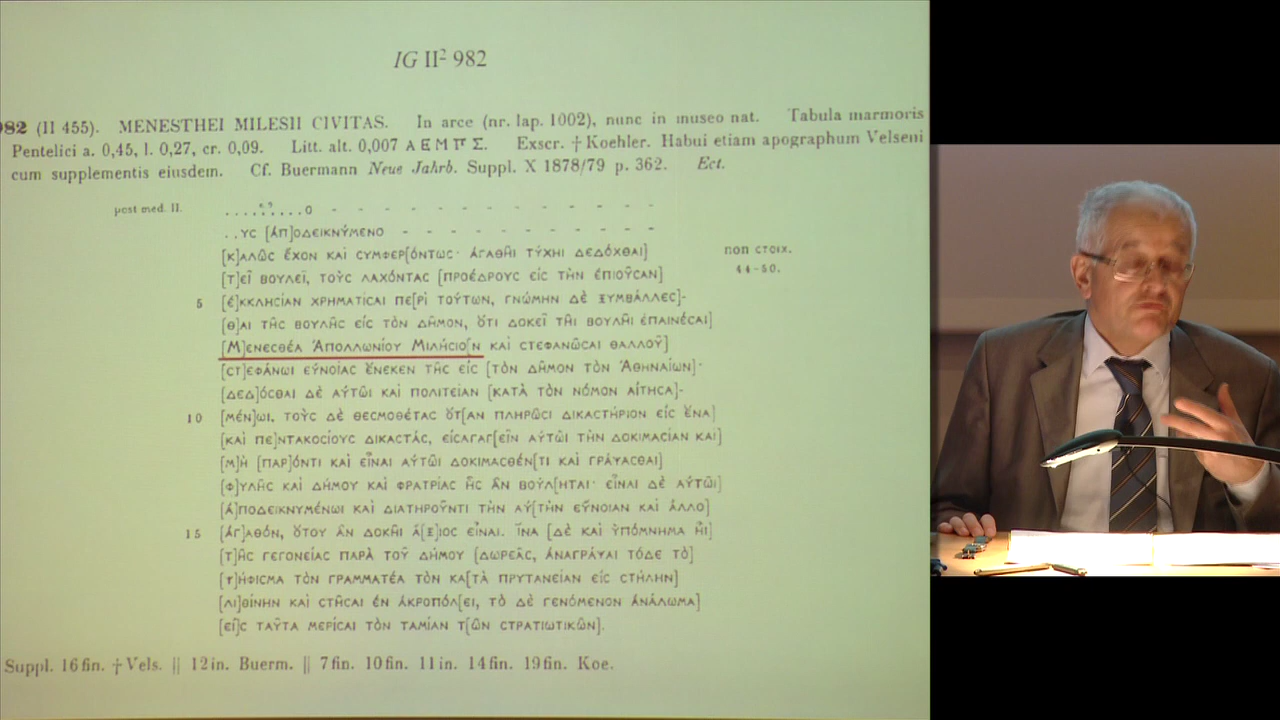 IG II² 982
982 (II 455). MENESTHEI MILESII CIVITAS. In arce (nr. lap. 1002), nunc in museo nat. Tabula marmoris
Pentelici a. 0,45, l. 0,27, cr. 0,09. Litt. alt. 0,007 ΑΕΜΠΣ. Exscr. † Koehler. Habui etiam apographum Velseni
cum supplementis eiusdem. Cf. Buermann Neue Jahrb. Suppl. X 1878/79 p. 362. Ect.
post med. II. . . . . . . . . . ο - - - - - - - - - - - - -
. . υϲ [ἀπ]οδεικνύμενο - - - - - - - - - - -
[κ]αλῶϲ ἔχον καὶ ϲυμφερ[όντωϲ· ἀγαθῆι τύχηι δεδόχθαι] non ϲτοιχ.
[τ]εῖ βουλεῖ, τοὺϲ λαχόνταϲ [προέδρουϲ εἰϲ τὴν ἐπιοῦϲαν] 44-50.
5 [ἐ]κκληϲίαν χρηματίϲαι πε[ρὶ τούτων, γνώμην δὲ ξυμβάλλεϲ]-
[θ]αι τῆϲ βουλῆϲ εἰϲ τὸν δῆμον, ὅτι δοκεῖ τῆι βουλῆι ἐπαινέϲαι]
[Μ]ενεϲθέα Ἀπολλωνίου Μιλήϲιο[ν καὶ ϲτεφανῶϲαι θαλλοῦ]
[ϲτ]εφάνωι εὐνοίαϲ ἕνεκεν τῆϲ εἰϲ [τὸν δῆμον τὸν Ἀθηναίων]·
[δεδ]όϲθαι δὲ αὐτῶι καὶ πολιτείαν [κατὰ τὸν νόμον αἰτηϲα]-
10 [μέν]ωι, τοὺϲ δὲ θεϲμοθέταϲ ὅτ[αν πληρῶϲι δικαϲτήριον εἰϲ ἕνα]
[καὶ πε]ντακοϲίουϲ δικαϲτάϲ, εἰϲαγαγ[εῖν αὐτῶι τὴν δοκιμαϲίαν καὶ]
[μ]ὴ [παρ]όντι καὶ εἶναι αὐτῶι δοκιμαϲθέν[τι καὶ γράψαϲθαι]
[φ]υλῆϲ καὶ δήμου καὶ φρατρίαϲ ἧϲ ἂν βούλ[ηται· εἶναι δὲ αὐτῶι]
[ἀ]ποδεικνυμένωι καὶ διατηροῦντι τὴν αὐ[τὴν εὔνοιαν καὶ ἄλλο]
15 [ἀγ]αθόν, ὅτου ἂν δοκῆι ἄ[ξ]ιοϲ εἶναι. ἵνα [δὲ καὶ ὑπόμνημα ἦι]
[τ]ῆϲ γεγονείαϲ παρὰ τοῦ δήμου [δωρεᾶϲ, ἀναγράψαι τόδε τὸ]
[ψ]ήφιϲμα τὸν γραμματέα τὸν κα[τὰ πρυτανείαν εἰϲ ϲτήλην]
[λι]θίνην καὶ ϲτῆϲαι ἐν ἀκροπόλ[ει, τὸ δὲ γενόμενον ἀνάλωμα]
[εἰ]ϲ ταῦτα μερίϲαι τὸν ταμίαν τ[ῶν ϲτρατιωτικῶν].
Suppl. 16 fin. † Vels. || 12 in. Buerm. || 7 fin. 10 fin. 11 in. 14 fin. 19 fin. Koe.